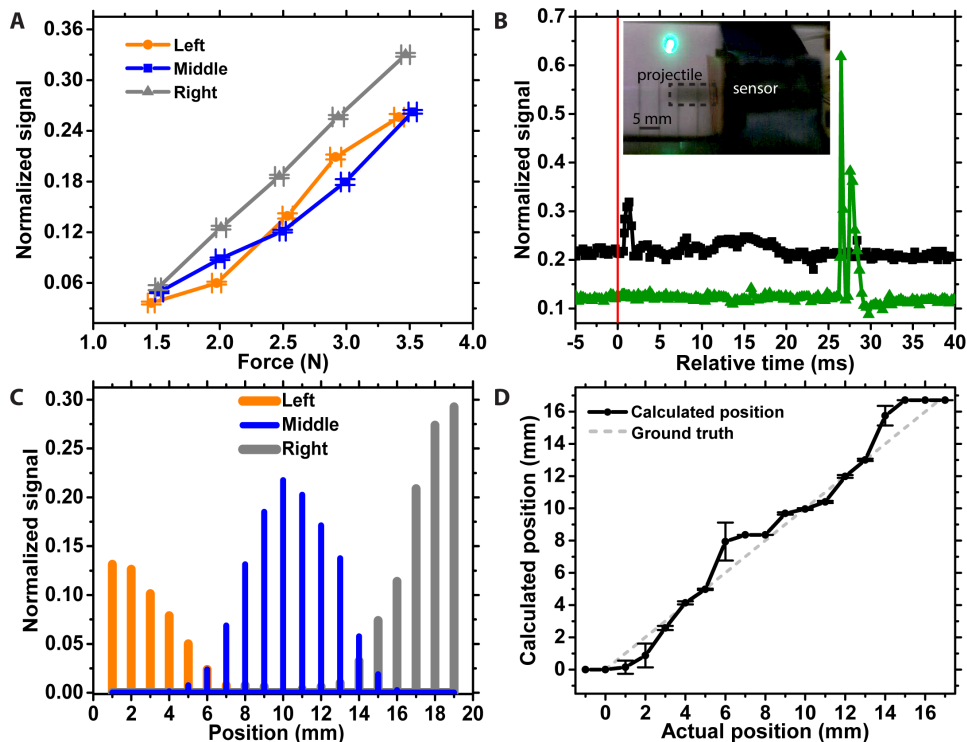 A
Normalized signal
0.36
0.30
0.24
0.18
0.12
0.06
Left
Middle
Right
1.0 1.5 2.0 2.5 3.0 3.5 4.0
Force (N)
B
Normalized signal
0.7
0.6
0.5
0.4
0.3
0.2
0.1
projectile
sensor
5 mm
-5 0 5 10 15 20 25 30 35 40
Relative time (ms)
C
Normalized signal
0.30
0.25
0.20
0.15
0.10
0.05
0.00
Left
Middle
Right
0 2 4 6 8 10 12 14 16 18 20
Position (mm)
D
Calculated position (mm)
16
14
12
10
8
6
4
2
0
Calculated position
Ground truth
0 2 4 6 8 10 12 14 16
Actual position (mm)